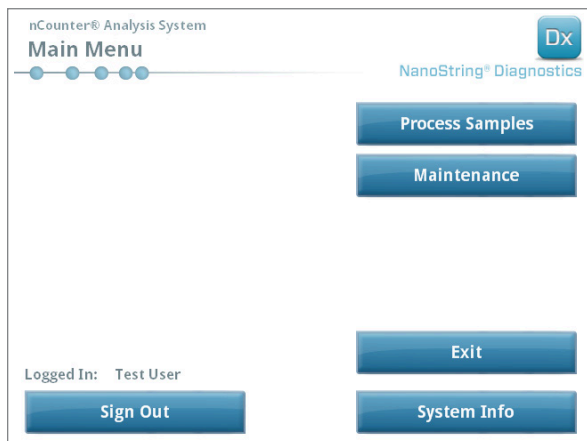 nCounter® Analysis System
Main Menu
Dx
NanoString® Diagnostics
Process Samples
Maintenance
Exit
Logged In: Test User
Sign Out
System Info